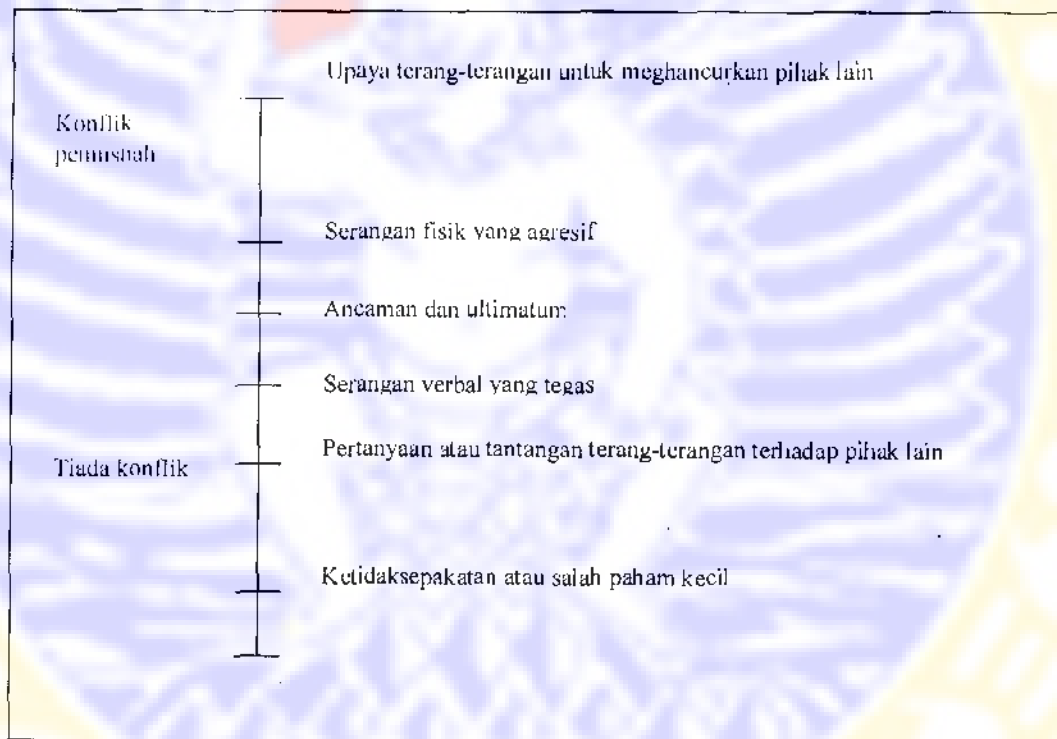 Upaya terang-terangan untuk meghancurkan pihak lain
Konflik
pemusnah
Serangan fisik yang agresif
Ancaman dan ultimatum
Serangan verbal yang tegas
Pertanyaan atau tantangan terang-terangan terhadap pihak lain
Tiada konflik
Ketidaksepakatan atau salah paham kecil